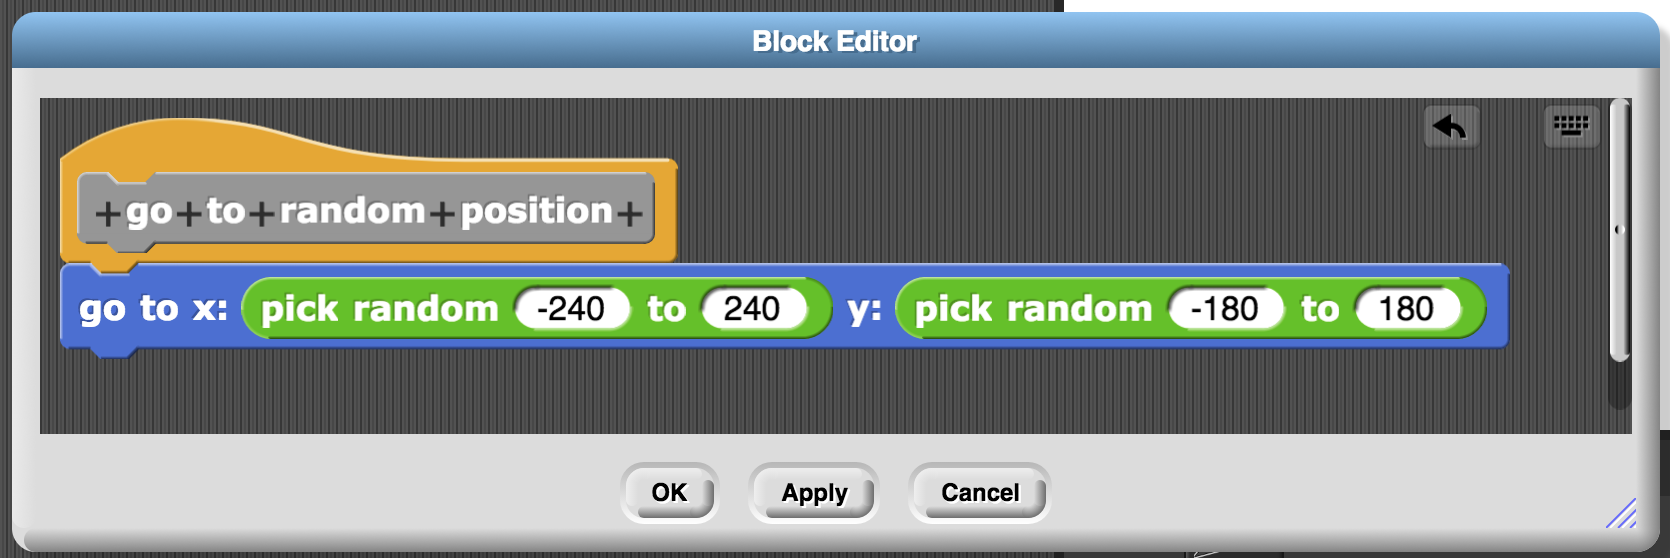 Block Editor
+go+to+random+position+
go to x: pick random -240 to 240 y: pick random -180 to 180
OK Apply Cancel